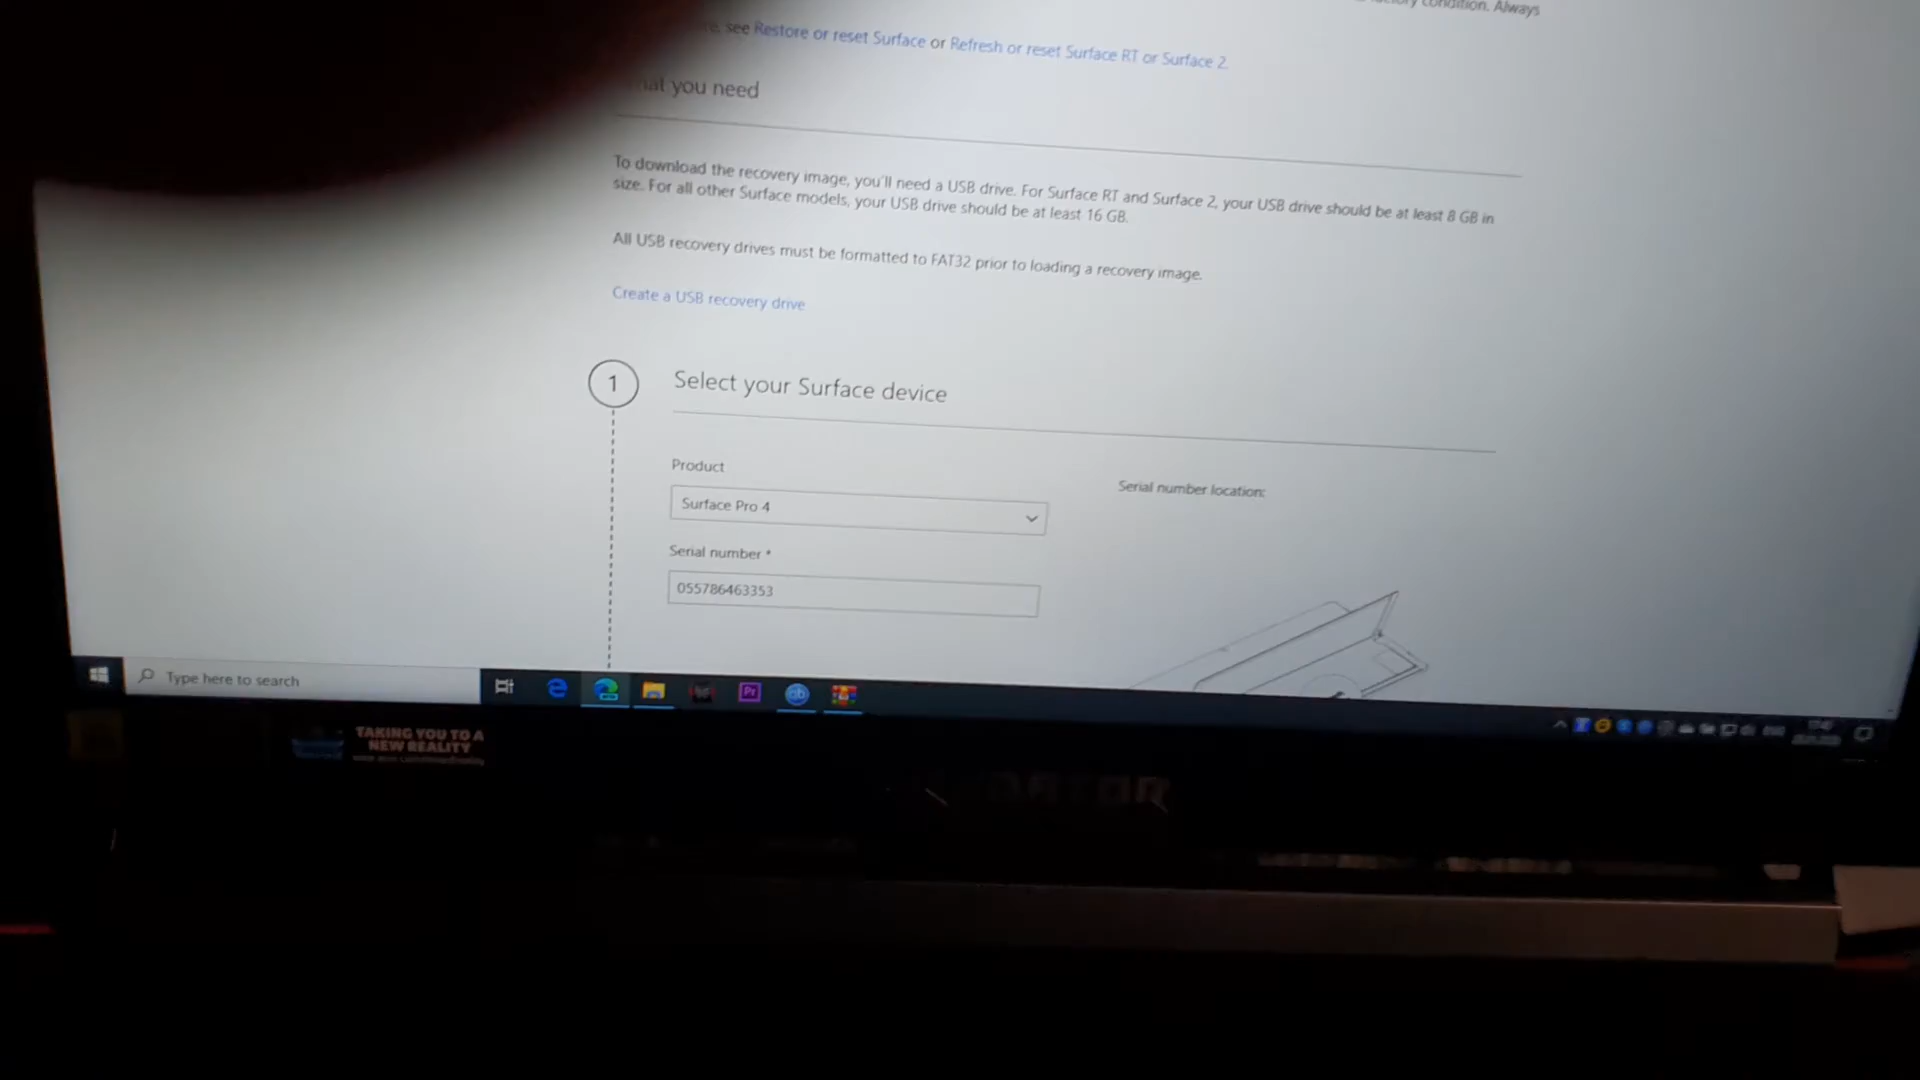 factory condition. Always
see Restore or reset Surface or Refresh or reset Surface RT or Surface 2.
you need
To download the recovery image, you'll need a USB drive. For Surface RT and Surface 2, your USB drive should be at least 8 GB in
size. For all other Surface models, your USB drive should be at least 16 GB.
All USB recovery drives must be formatted to FAT32 prior to loading a recovery image.
Create a USB recovery drive
1
Select your Surface device
Product
Serial number location:
Surface Pro 4
Serial number *
055786463353
Type here to search
Pr
TAKING YOU TO A
NEW REALITY